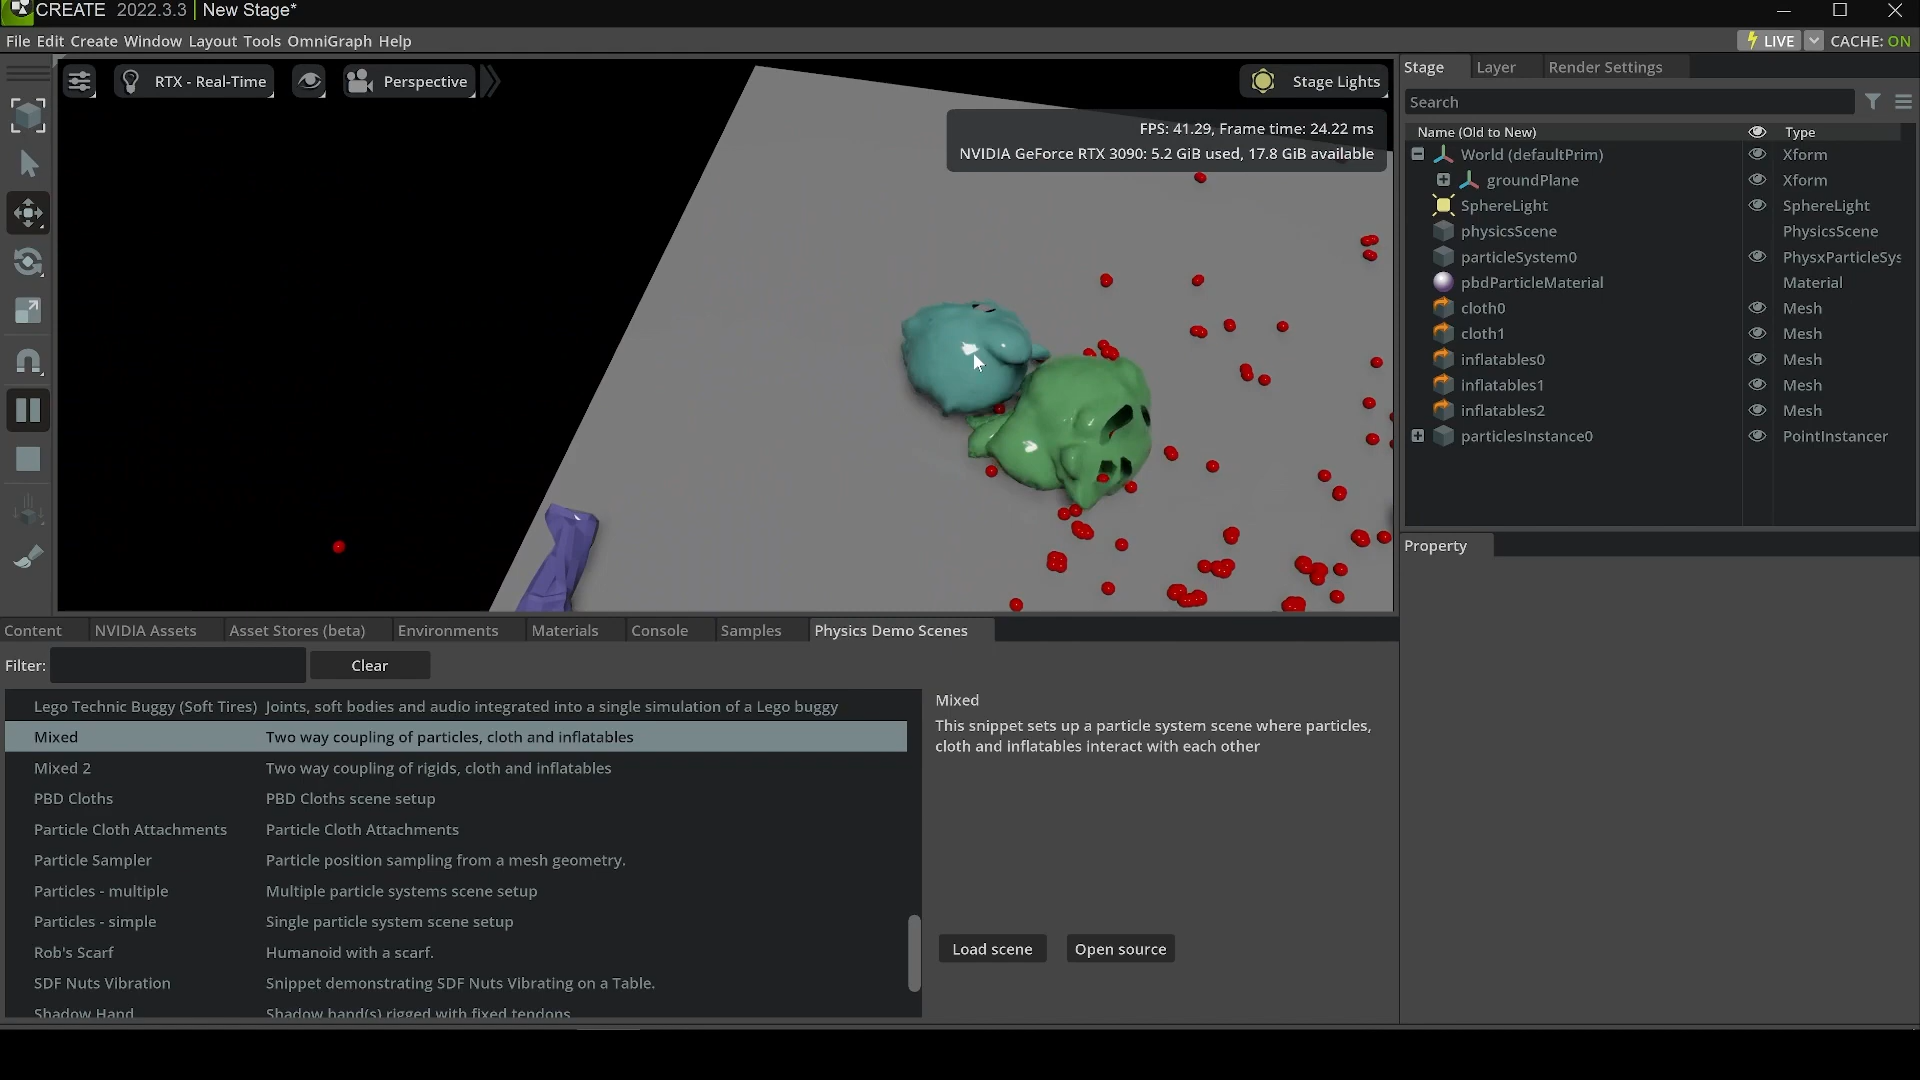 CREATE 2022.3.3 | New Stage*
File Edit Create Window Layout Tools OmniGraph Help
LIVE CACHE: ON
RTX - Real-Time Perspective Stage Lights
FPS: 41.29, Frame time: 24.22 ms
NVIDIA GeForce RTX 3090: 5.2 GiB used, 17.8 GiB available
Stage Layer Render Settings
Search
Name (Old to New) Type
World (defaultPrim) Xform
groundPlane Xform
SphereLight SphereLight
physicsScene PhysicsScene
particleSystem0 PhysxParticleSys
pbdParticleMaterial Material
cloth0 Mesh
cloth1 Mesh
inflatables0 Mesh
inflatables1 Mesh
inflatables2 Mesh
particlesInstance0 PointInstancer
Property
Content NVIDIA Assets Asset Stores (beta) Environments Materials Console Samples Physics Demo Scenes
Filter: Clear
Lego Technic Buggy (Soft Tires) Joints, soft bodies and audio integrated into a single simulation of a Lego buggy
Mixed Two way coupling of particles, cloth and inflatables
Mixed 2 Two way coupling of rigids, cloth and inflatables
PBD Cloths PBD Cloths scene setup
Particle Cloth Attachments Particle Cloth Attachments
Particle Sampler Particle position sampling from a mesh geometry.
Particles - multiple Multiple particle systems scene setup
Particles - simple Single particle system scene setup
Rob's Scarf Humanoid with a scarf.
SDF Nuts Vibration Snippet demonstrating SDF Nuts Vibrating on a Table.
Shadow Hand Shadow hand(s) rigged with fixed tendons
Mixed
This snippet sets up a particle system scene where particles,
cloth and inflatables interact with each other
Load scene Open source